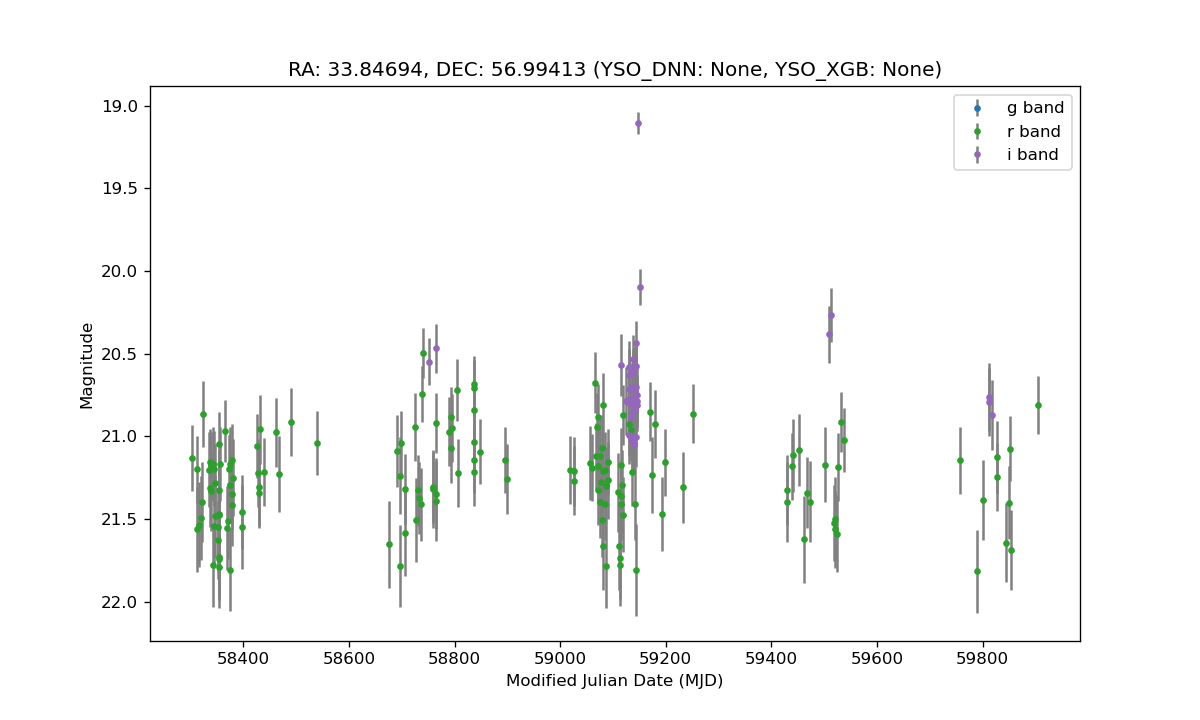 RA: 33.84694, DEC: 56.99413 (YSO_DNN: None, YSO_XGB: None)
g band
r band
i band
19.0
19.5
20.0
20.5
21.0
21.5
22.0
Magnitude
58400
58600
58800
59000
59200
59400
59600
59800
Modified Julian Date (MJD)